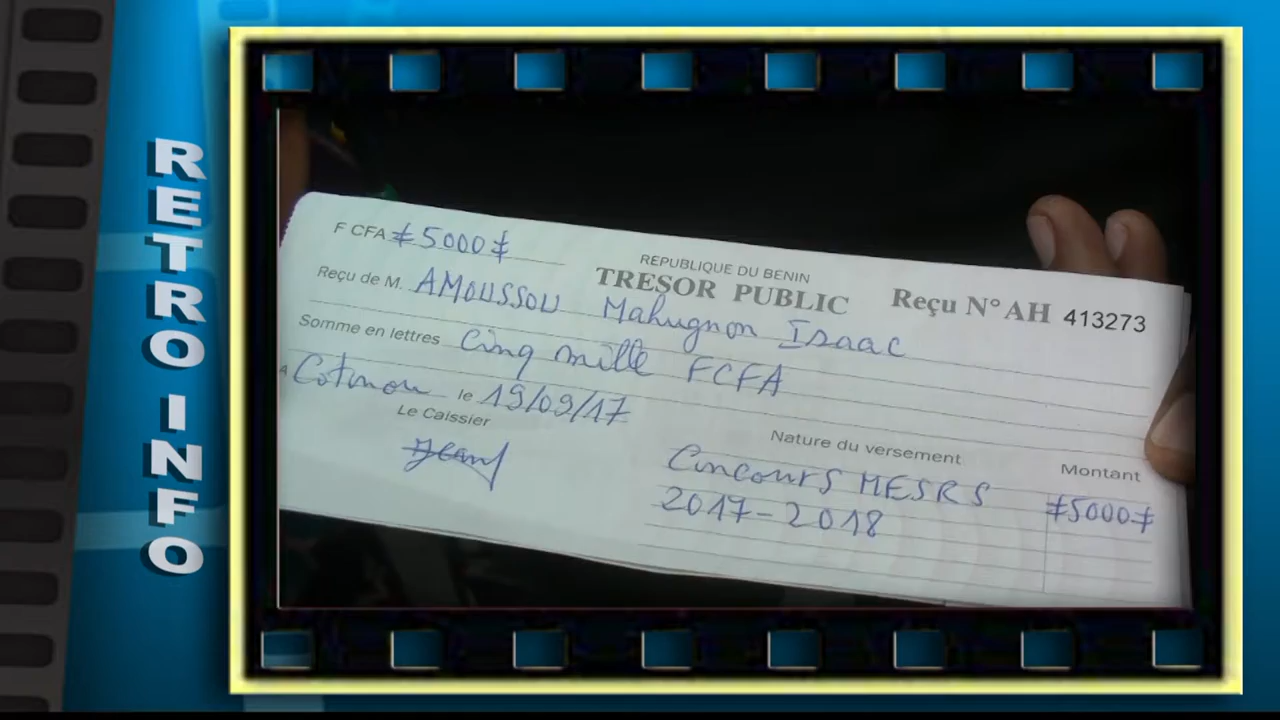 RETRO INFO
F CFA ≠5000≠
REPUBLIQUE DU BENIN
TRESOR PUBLIC
Reçu N° AH 413273
Reçu de M. AMOUSSOU Mahugnon Isaac
Somme en lettres Cinq mille FCFA
A Cotonou le 19/09/17
Le Caissier
Nature du versement
Montant
Concours MESRS ≠5000≠
2017-2018